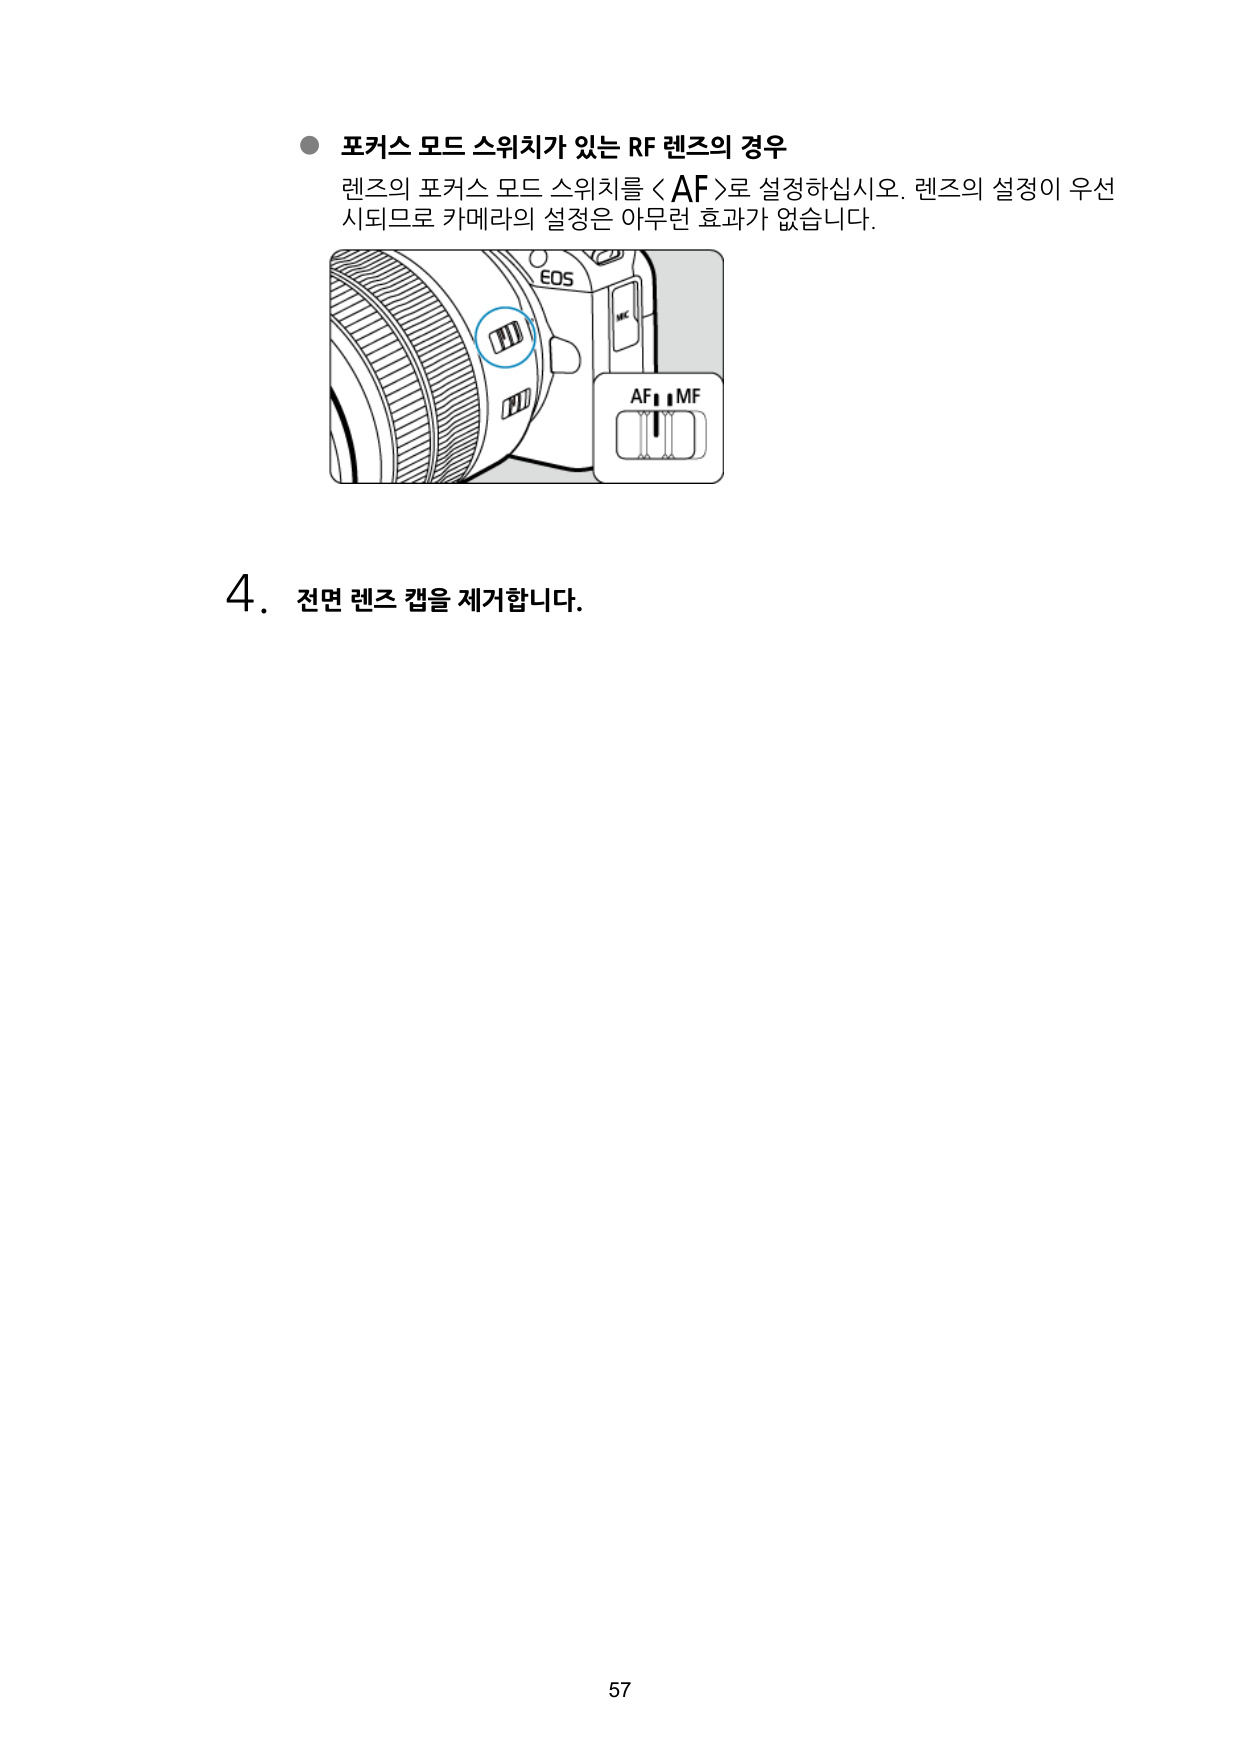 ● 포커스 모드 스위치가 있는 RF 렌즈의 경우
렌즈의 포커스 모드 스위치를 <AF>로 설정하십시오. 렌즈의 설정이 우선
시되므로 카메라의 설정은 아무런 효과가 없습니다.
EOS
MIC
AF MF
4. 전면 렌즈 캡을 제거합니다.
57